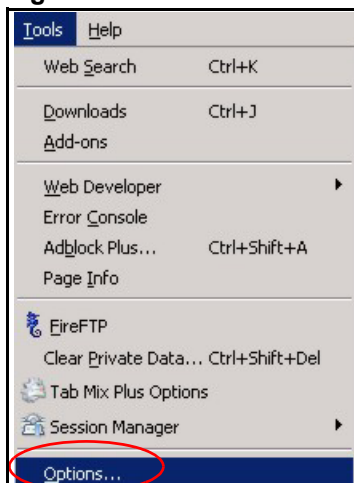 Tools Help
Web Search Ctrl+K
Downloads Ctrl+J
Add-ons
Web Developer
Error Console
Adblock Plus... Ctrl+Shift+A
Page Info
FireFTP
Clear Private Data... Ctrl+Shift+Del
Tab Mix Plus Options
Session Manager
Options...